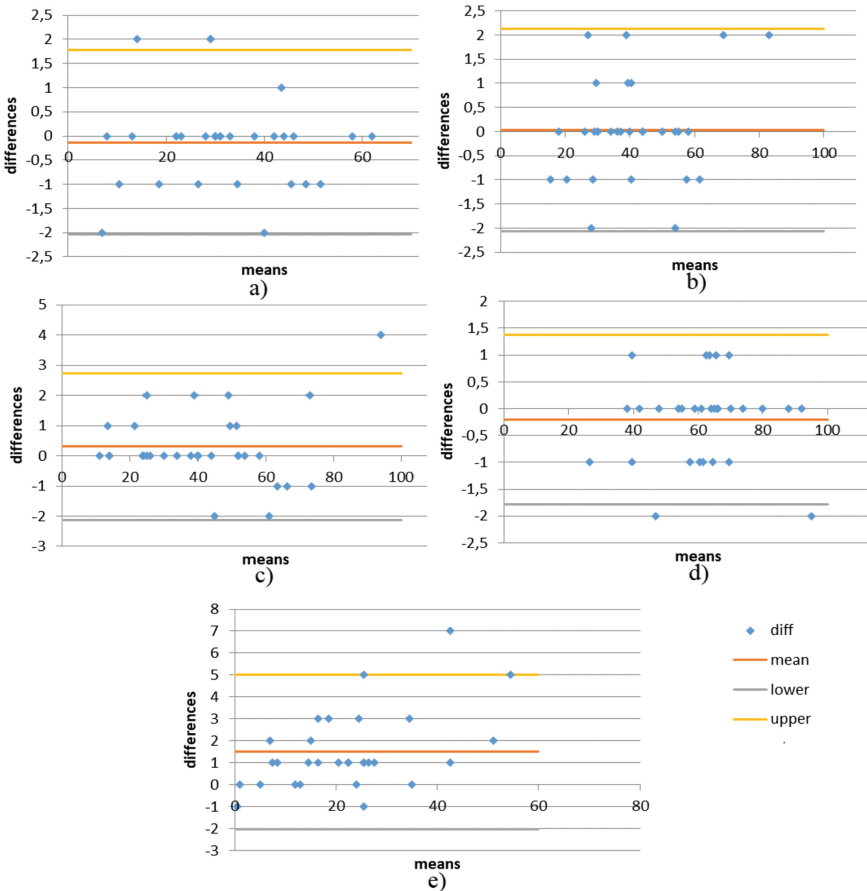 2,5
2
1,5
1
0,5
0
-0,5
-1
-1,5
-2
-2,5
0 20 40 60
differences
means
a)
2,5
2
1,5
1
0,5
0
-0,5
-1
-1,5
-2
-2,5
0 20 40 60 80 100
differences
means
b)
5
4
3
2
1
0
-1
-2
-3
0 20 40 60 80 100
differences
means
c)
2
1,5
1
0,5
0
-0,5
-1
-1,5
-2
-2,5
0 20 40 60 80 100
differences
means
d)
8
7
6
5
4
3
2
1
0
-1
-2
-3
0 20 40 60 80
differences
means
e)
diff
mean
lower
upper